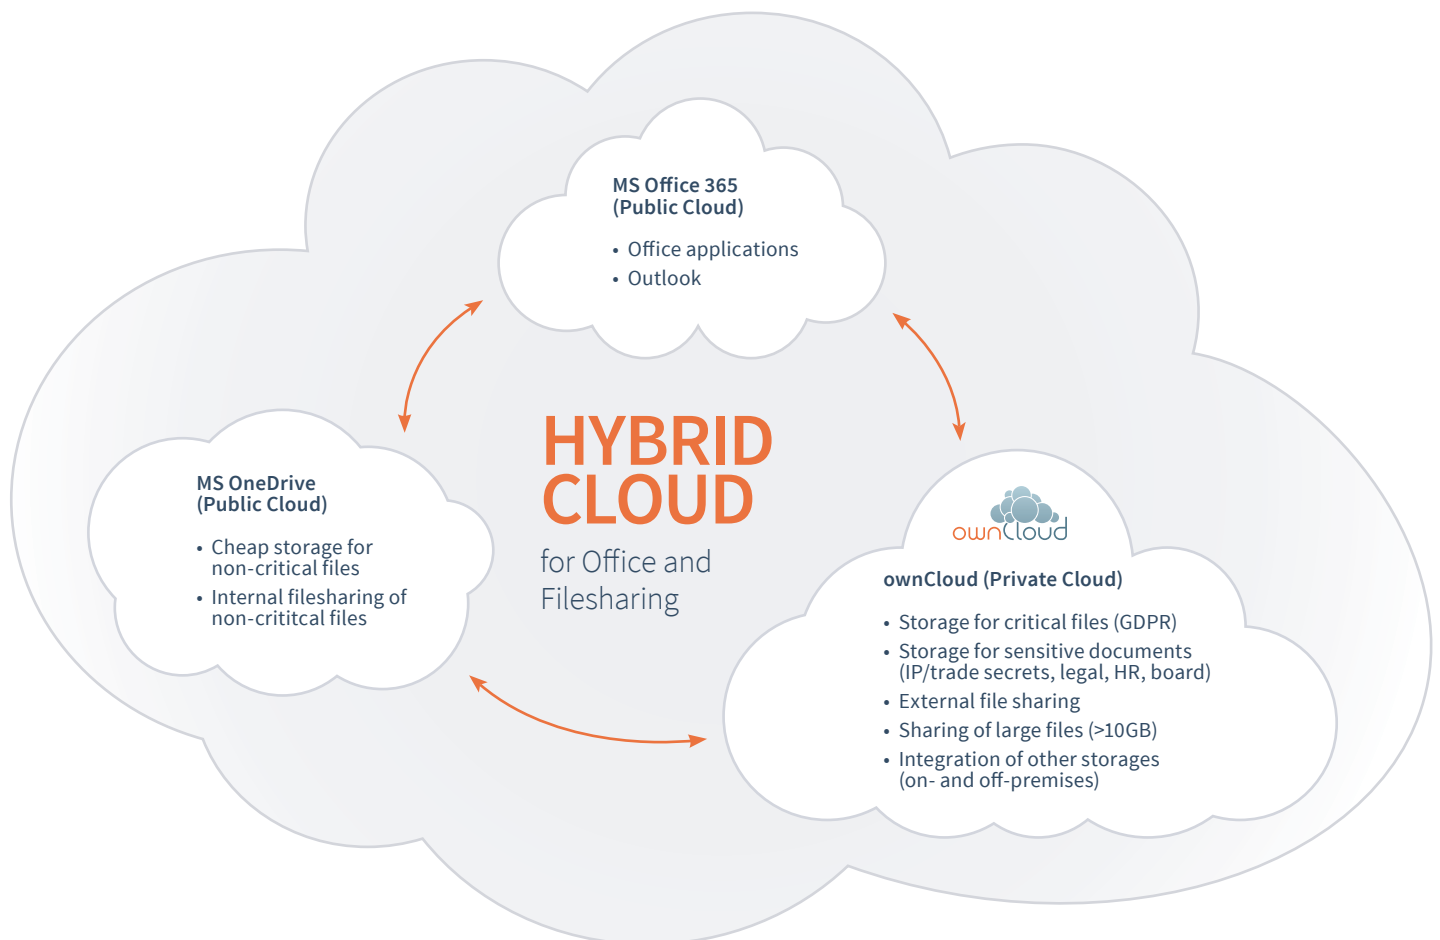 MS Office 365
(Public Cloud)
• Office applications
• Outlook
HYBRID
CLOUD
for Office and
Filesharing
MS OneDrive
(Public Cloud)
• Cheap storage for
non-critical files
• Internal filesharing of
non-crititcal files
ownCloud
ownCloud (Private Cloud)
• Storage for critical files (GDPR)
• Storage for sensitive documents
(IP/trade secrets, legal, HR, board)
• External file sharing
• Sharing of large files (>10GB)
• Integration of other storages
(on- and off-premises)